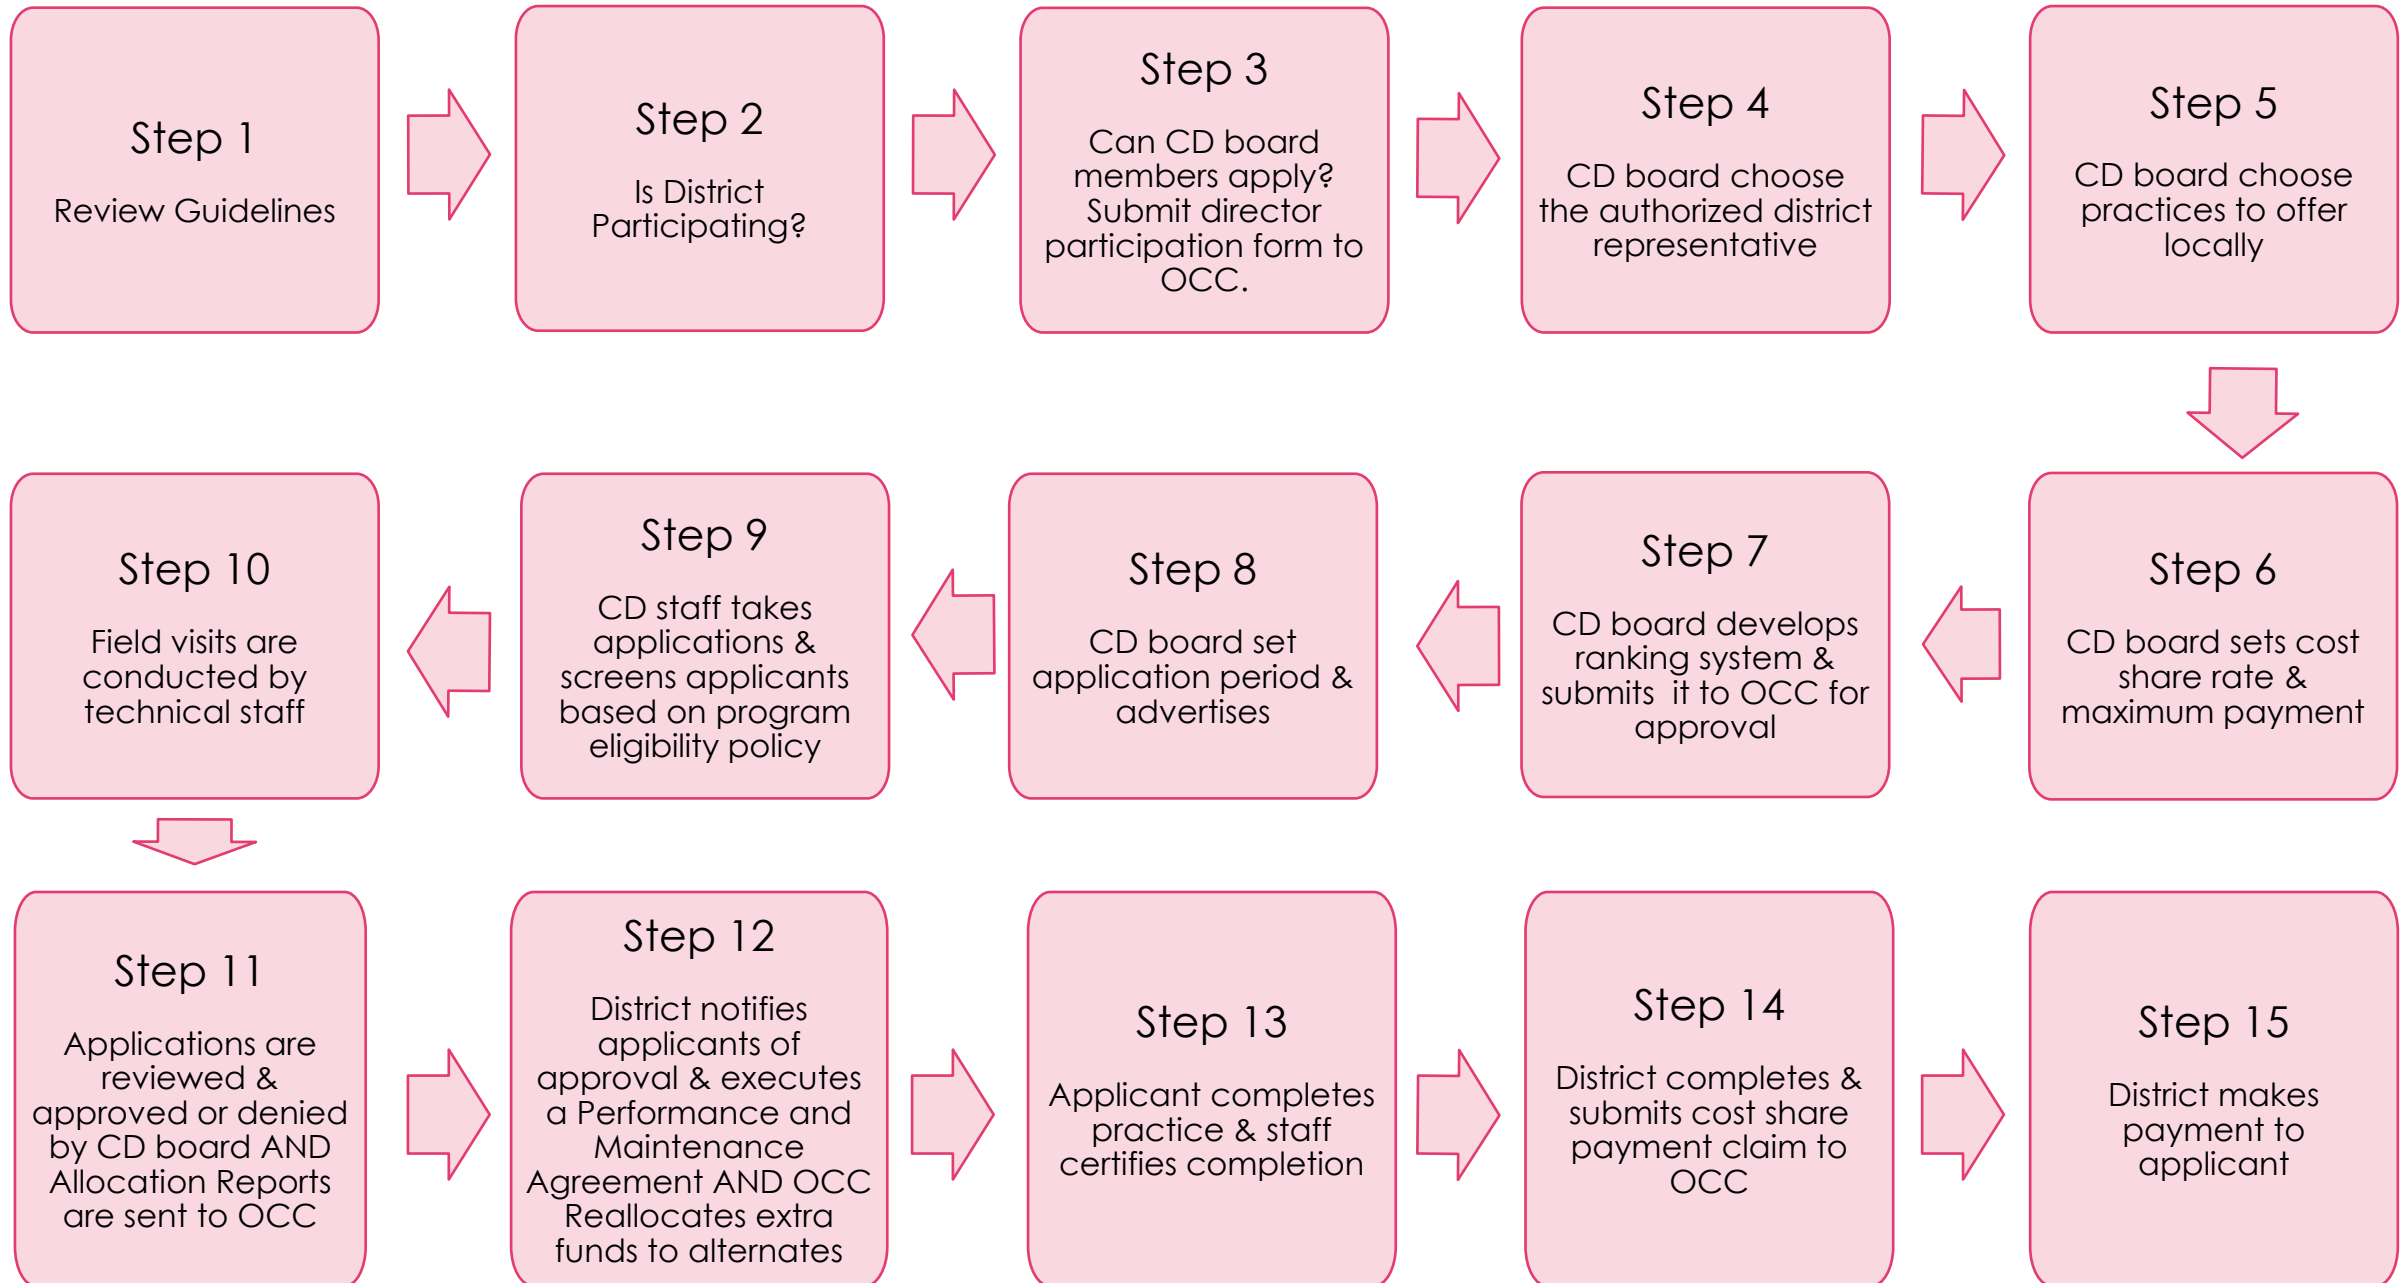 Step 1
Review Guidelines
Step 2
Is District
Participating?
Step 3
Can CD board
members apply?
Submit director
participation form to
OCC.
Step 4
CD board choose
the authorized district
representative
Step 5
CD board choose
practices to offer
locally
Step 6
CD board sets cost
share rate &
maximum payment
Step 7
CD board develops
ranking system &
submits  it to OCC for
approval
Step 8
CD board set
application period &
advertises
Step 9
CD staff takes
applications &
screens applicants
based on program
eligibility policy
Step 10
Field visits are
conducted by
technical staff
Step 11
Applications are
reviewed &
approved or denied
by CD board AND
Allocation Reports
are sent to OCC
Step 12
District notifies
applicants of
approval & executes
a Performance and
Maintenance
Agreement AND OCC
Reallocates extra
funds to alternates
Step 13
Applicant completes
practice & staff
certifies completion
Step 14
District completes &
submits cost share
payment claim to
OCC
Step 15
District makes
payment to
applicant